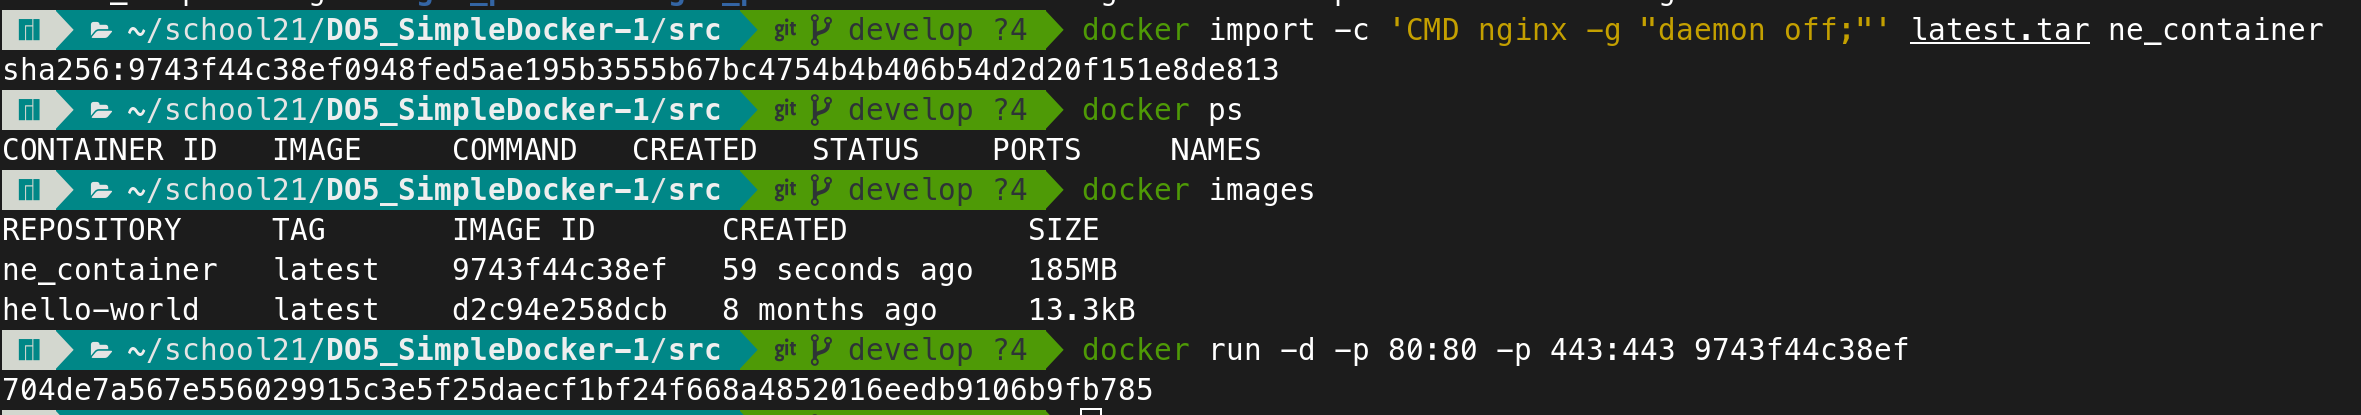 ~/school21/DO5_SimpleDocker-1/src git develop ?4 docker import -c 'CMD nginx -g "daemon off;"' latest.tar ne_container
sha256:9743f44c38ef0948fed5ae195b3555b67bc4754b4b406b54d2d20f151e8de813
~/school21/DO5_SimpleDocker-1/src git develop ?4 docker ps
CONTAINER ID IMAGE COMMAND CREATED STATUS PORTS NAMES
~/school21/DO5_SimpleDocker-1/src git develop ?4 docker images
REPOSITORY TAG IMAGE ID CREATED SIZE
ne_container latest 9743f44c38ef 59 seconds ago 185MB
hello-world latest d2c94e258dcb 8 months ago 13.3kB
~/school21/DO5_SimpleDocker-1/src git develop ?4 docker run -d -p 80:80 -p 443:443 9743f44c38ef
704de7a567e556029915c3e5f25daecf1bf24f668a4852016eedb9106b9fb785